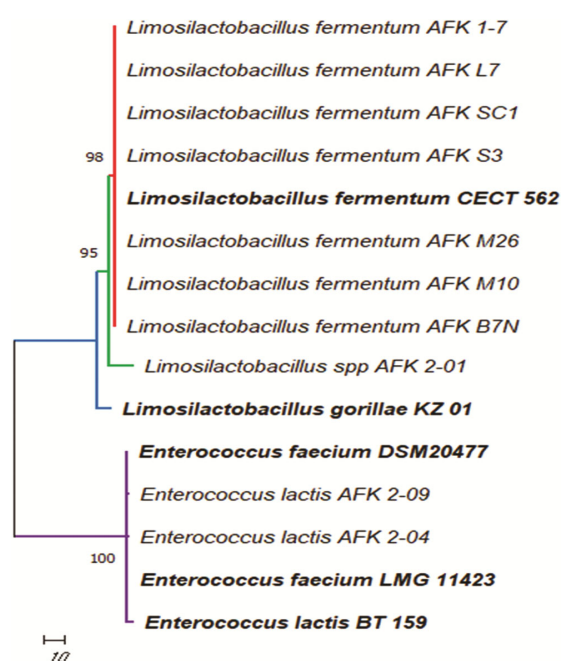 Limosilactobacillus fermentum AFK 1-7
Limosilactobacillus fermentum AFK L7
Limosilactobacillus fermentum AFK SC1
Limosilactobacillus fermentum AFK S3
98
Limosilactobacillus fermentum CECT 562
Limosilactobacillus fermentum AFK M26
95
Limosilactobacillus fermentum AFK M10
Limosilactobacillus fermentum AFK B7N
Limosilactobacillus spp AFK 2-01
Limosilactobacillus gorillae KZ 01
Enterococcus faecium DSM20477
Enterococcus lactis AFK 2-09
Enterococcus lactis AFK 2-04
100
Enterococcus faecium LMG 11423
Enterococcus lactis BT 159
10